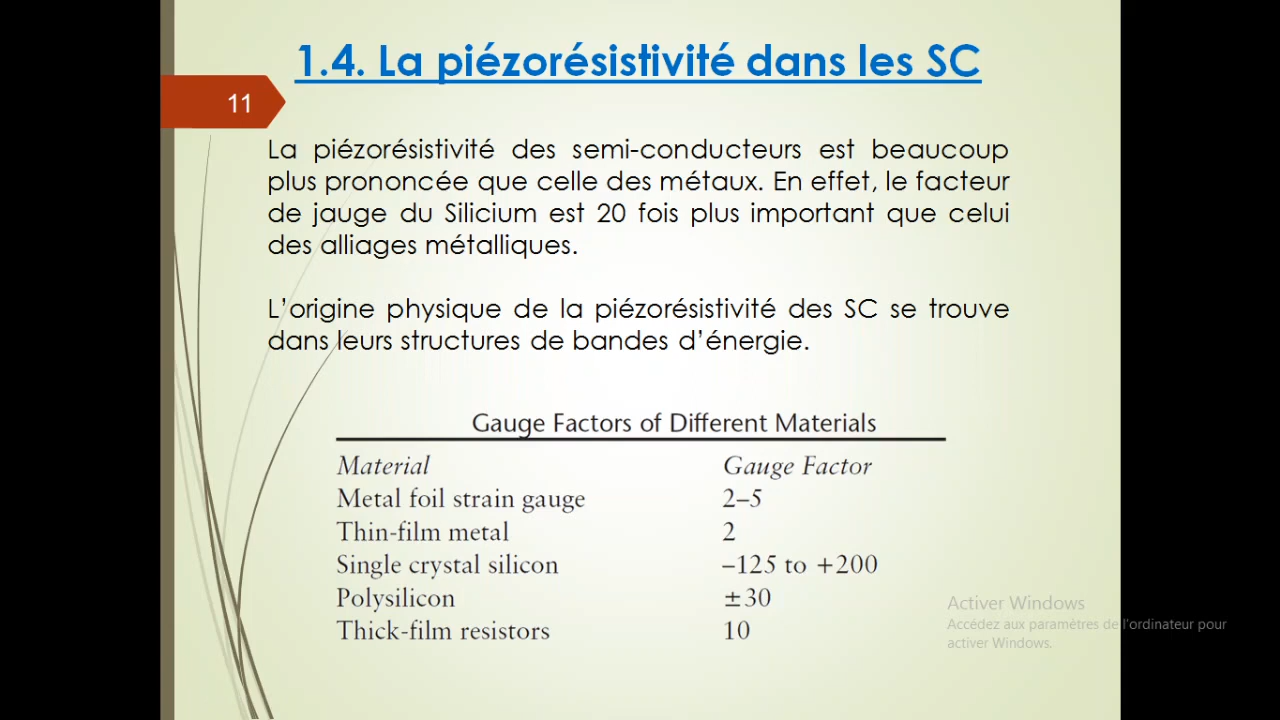 1.4. La piézorésistivité dans les SC
11
La piézorésistivité des semi-conducteurs est beaucoup
plus prononcée que celle des métaux. En effet, le facteur
de jauge du Silicium est 20 fois plus important que celui
des alliages métalliques.
L'origine physique de la piézorésistivité des SC se trouve
dans leurs structures de bandes d'énergie.
Gauge Factors of Different Materials
Material Gauge Factor
Metal foil strain gauge 2–5
Thin-film metal 2
Single crystal silicon –125 to +200
Polysilicon ±30
Thick-film resistors 10
Activer Windows
Accédez aux paramètres de l'ordinateur pour
activer Windows.